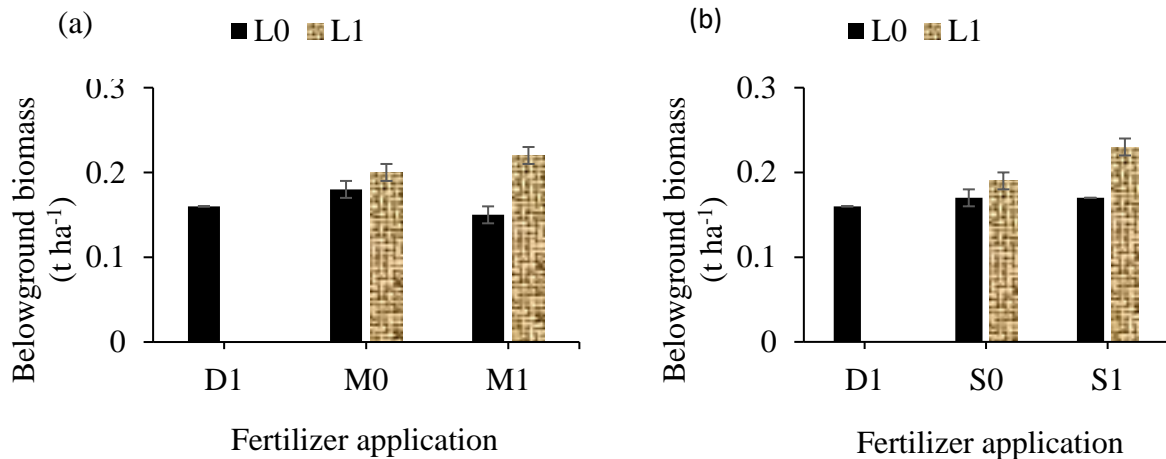 (a)
L0 L1
Belowground biomass
(t ha⁻¹)
0.3
0.2
0.1
0
D1 M0 M1
Fertilizer application
(b)
L0 L1
Belowground biomass
(t ha⁻¹)
0.3
0.2
0.1
0
D1 S0 S1
Fertilizer application